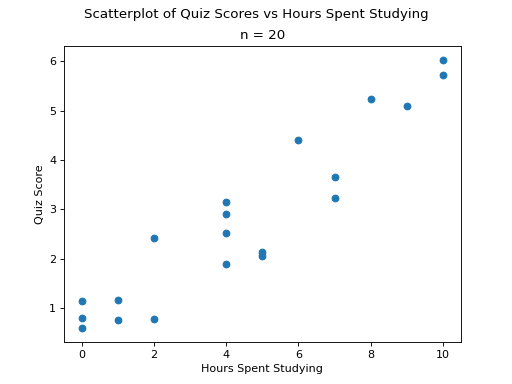 Scatterplot of Quiz Scores vs Hours Spent Studying
n = 20
6
5
4
3
2
1
Quiz Score
0 2 4 6 8 10
Hours Spent Studying